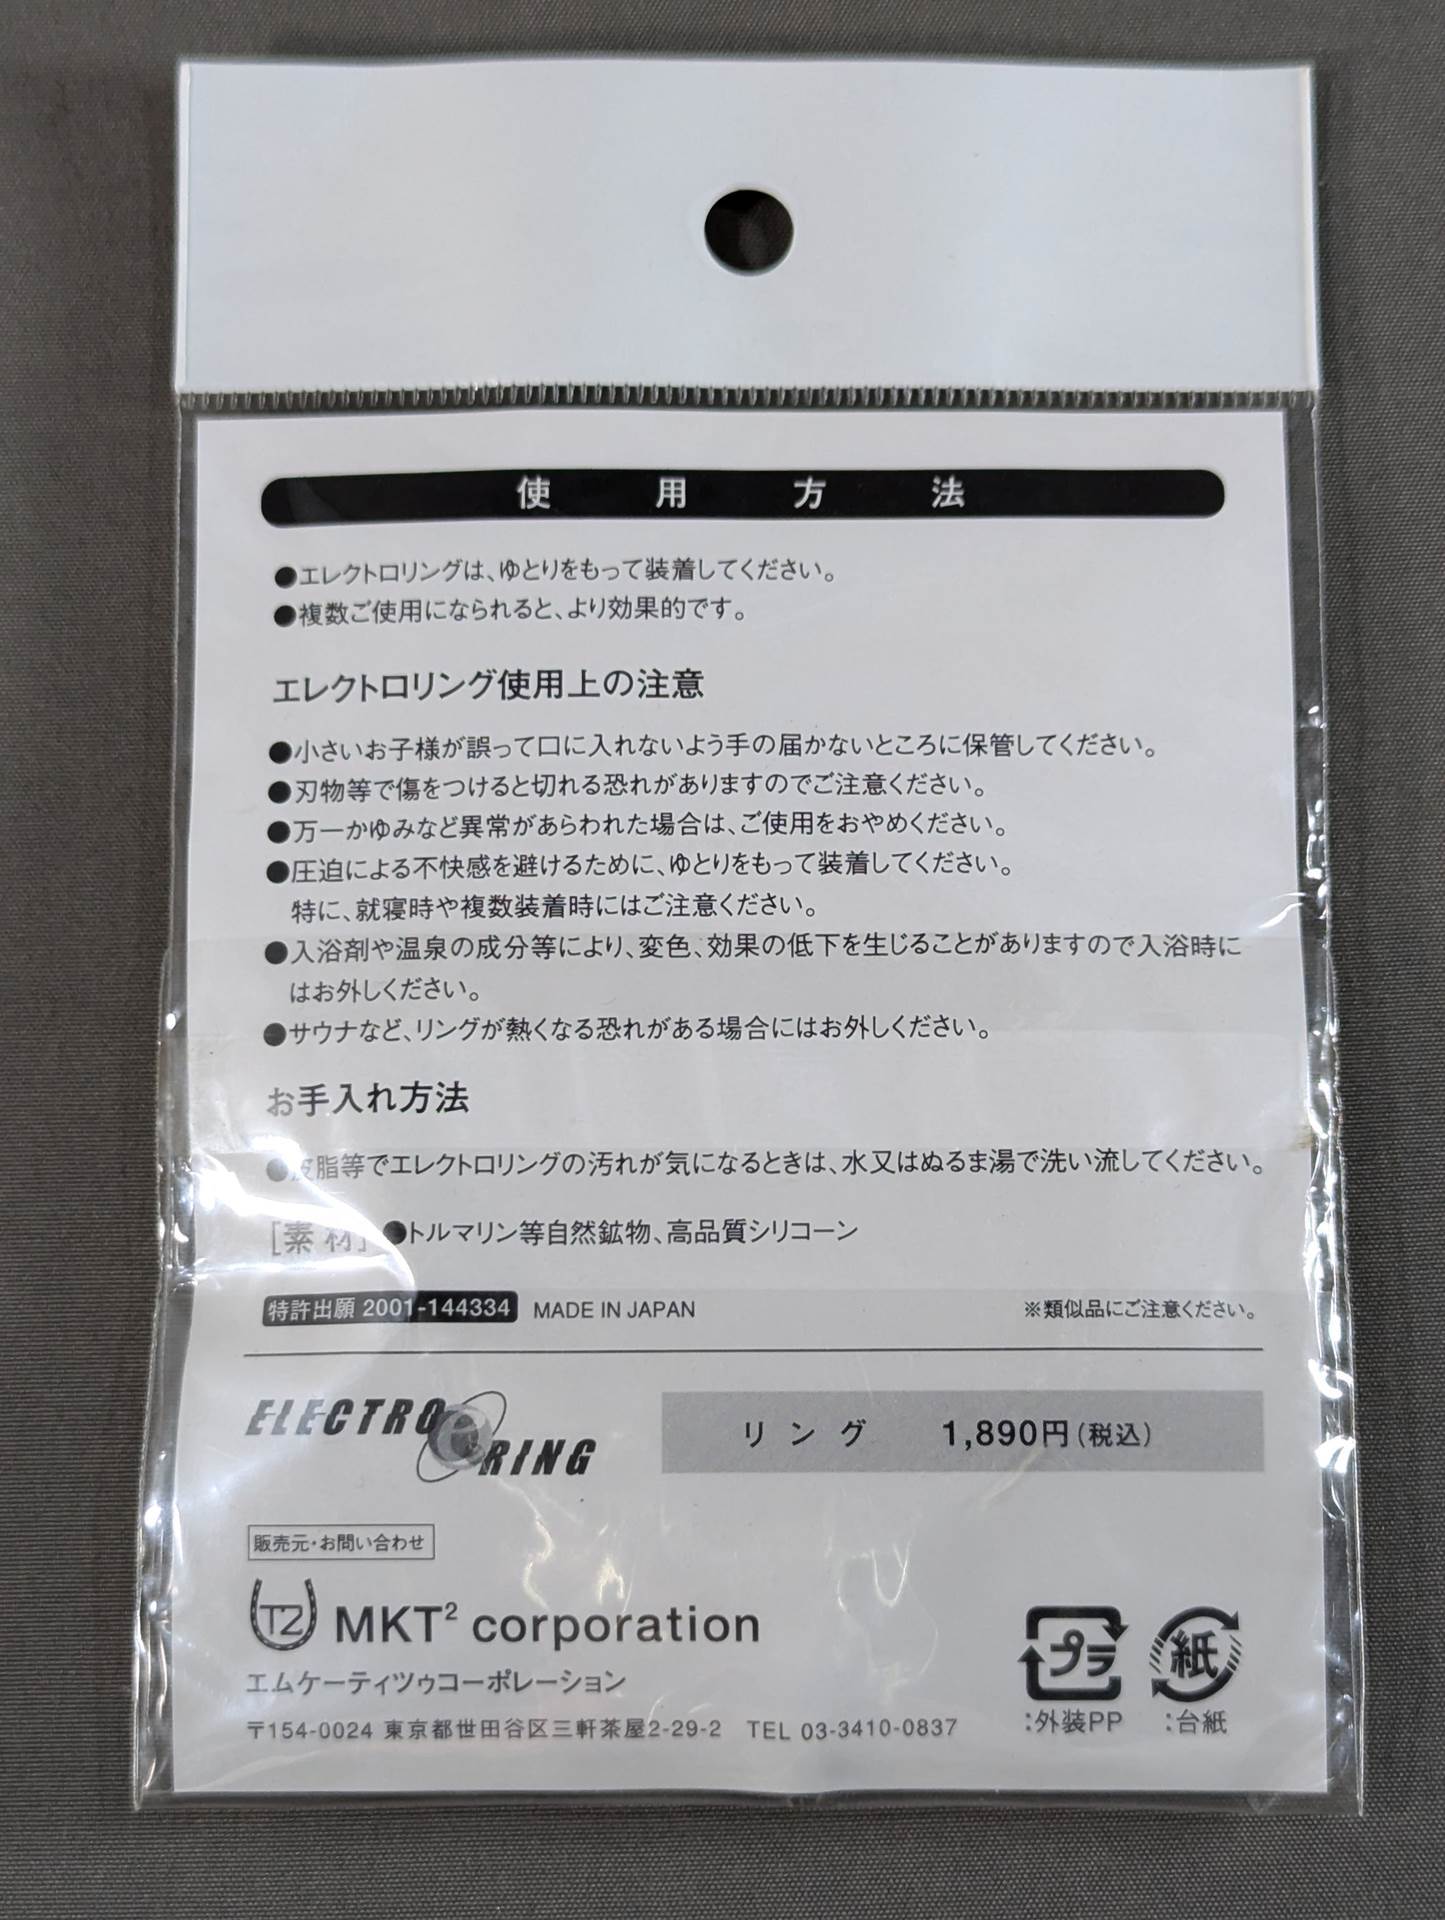 使用方法
●エレクトロリングは、ゆとりをもって装着してください。
●複数ご使用になられると、より効果的です。
エレクトロリング使用上の注意
●小さいお子様が誤って口に入れないよう手の届かないところに保管してください。
●刃物等で傷をつけると切れる恐れがありますのでご注意ください。
●万一かゆみなど異常があらわれた場合は、ご使用をおやめください。
●圧迫による不快感を避けるために、ゆとりをもって装着してください。
特に、就寝時や複数装着時にはご注意ください。
●入浴剤や温泉の成分等により、変色、効果の低下を生じることがありますので入浴時に
はお外しください。
●サウナなど、リングが熱くなる恐れがある場合にはお外しください。
お手入れ方法
●皮脂等でエレクトロリングの汚れが気になるときは、水又はぬるま湯で洗い流してください。
[素材] ●トルマリン等自然鉱物、高品質シリコーン
特許出願 2001-144334 MADE IN JAPAN ※類似品にご注意ください。
ELECTRO e RING
リング 1,890円(税込)
販売元・お問い合わせ
T2 MKT² corporation
エムケーティツゥコーポレーション
〒154-0024 東京都世田谷区三軒茶屋2-29-2 TEL 03-3410-0837
プラ 紙
:外装PP :台紙